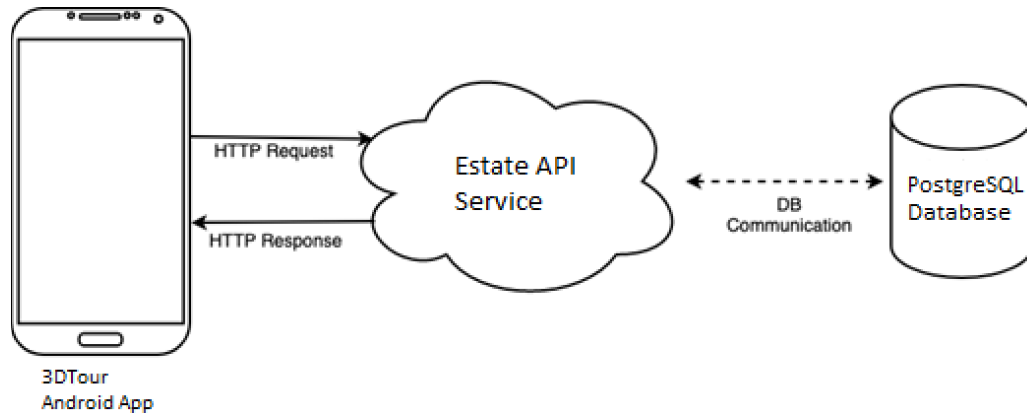 HTTP Request
HTTP Response
Estate API
Service
DB
Communication
PostgreSQL
Database
3DTour
Android App